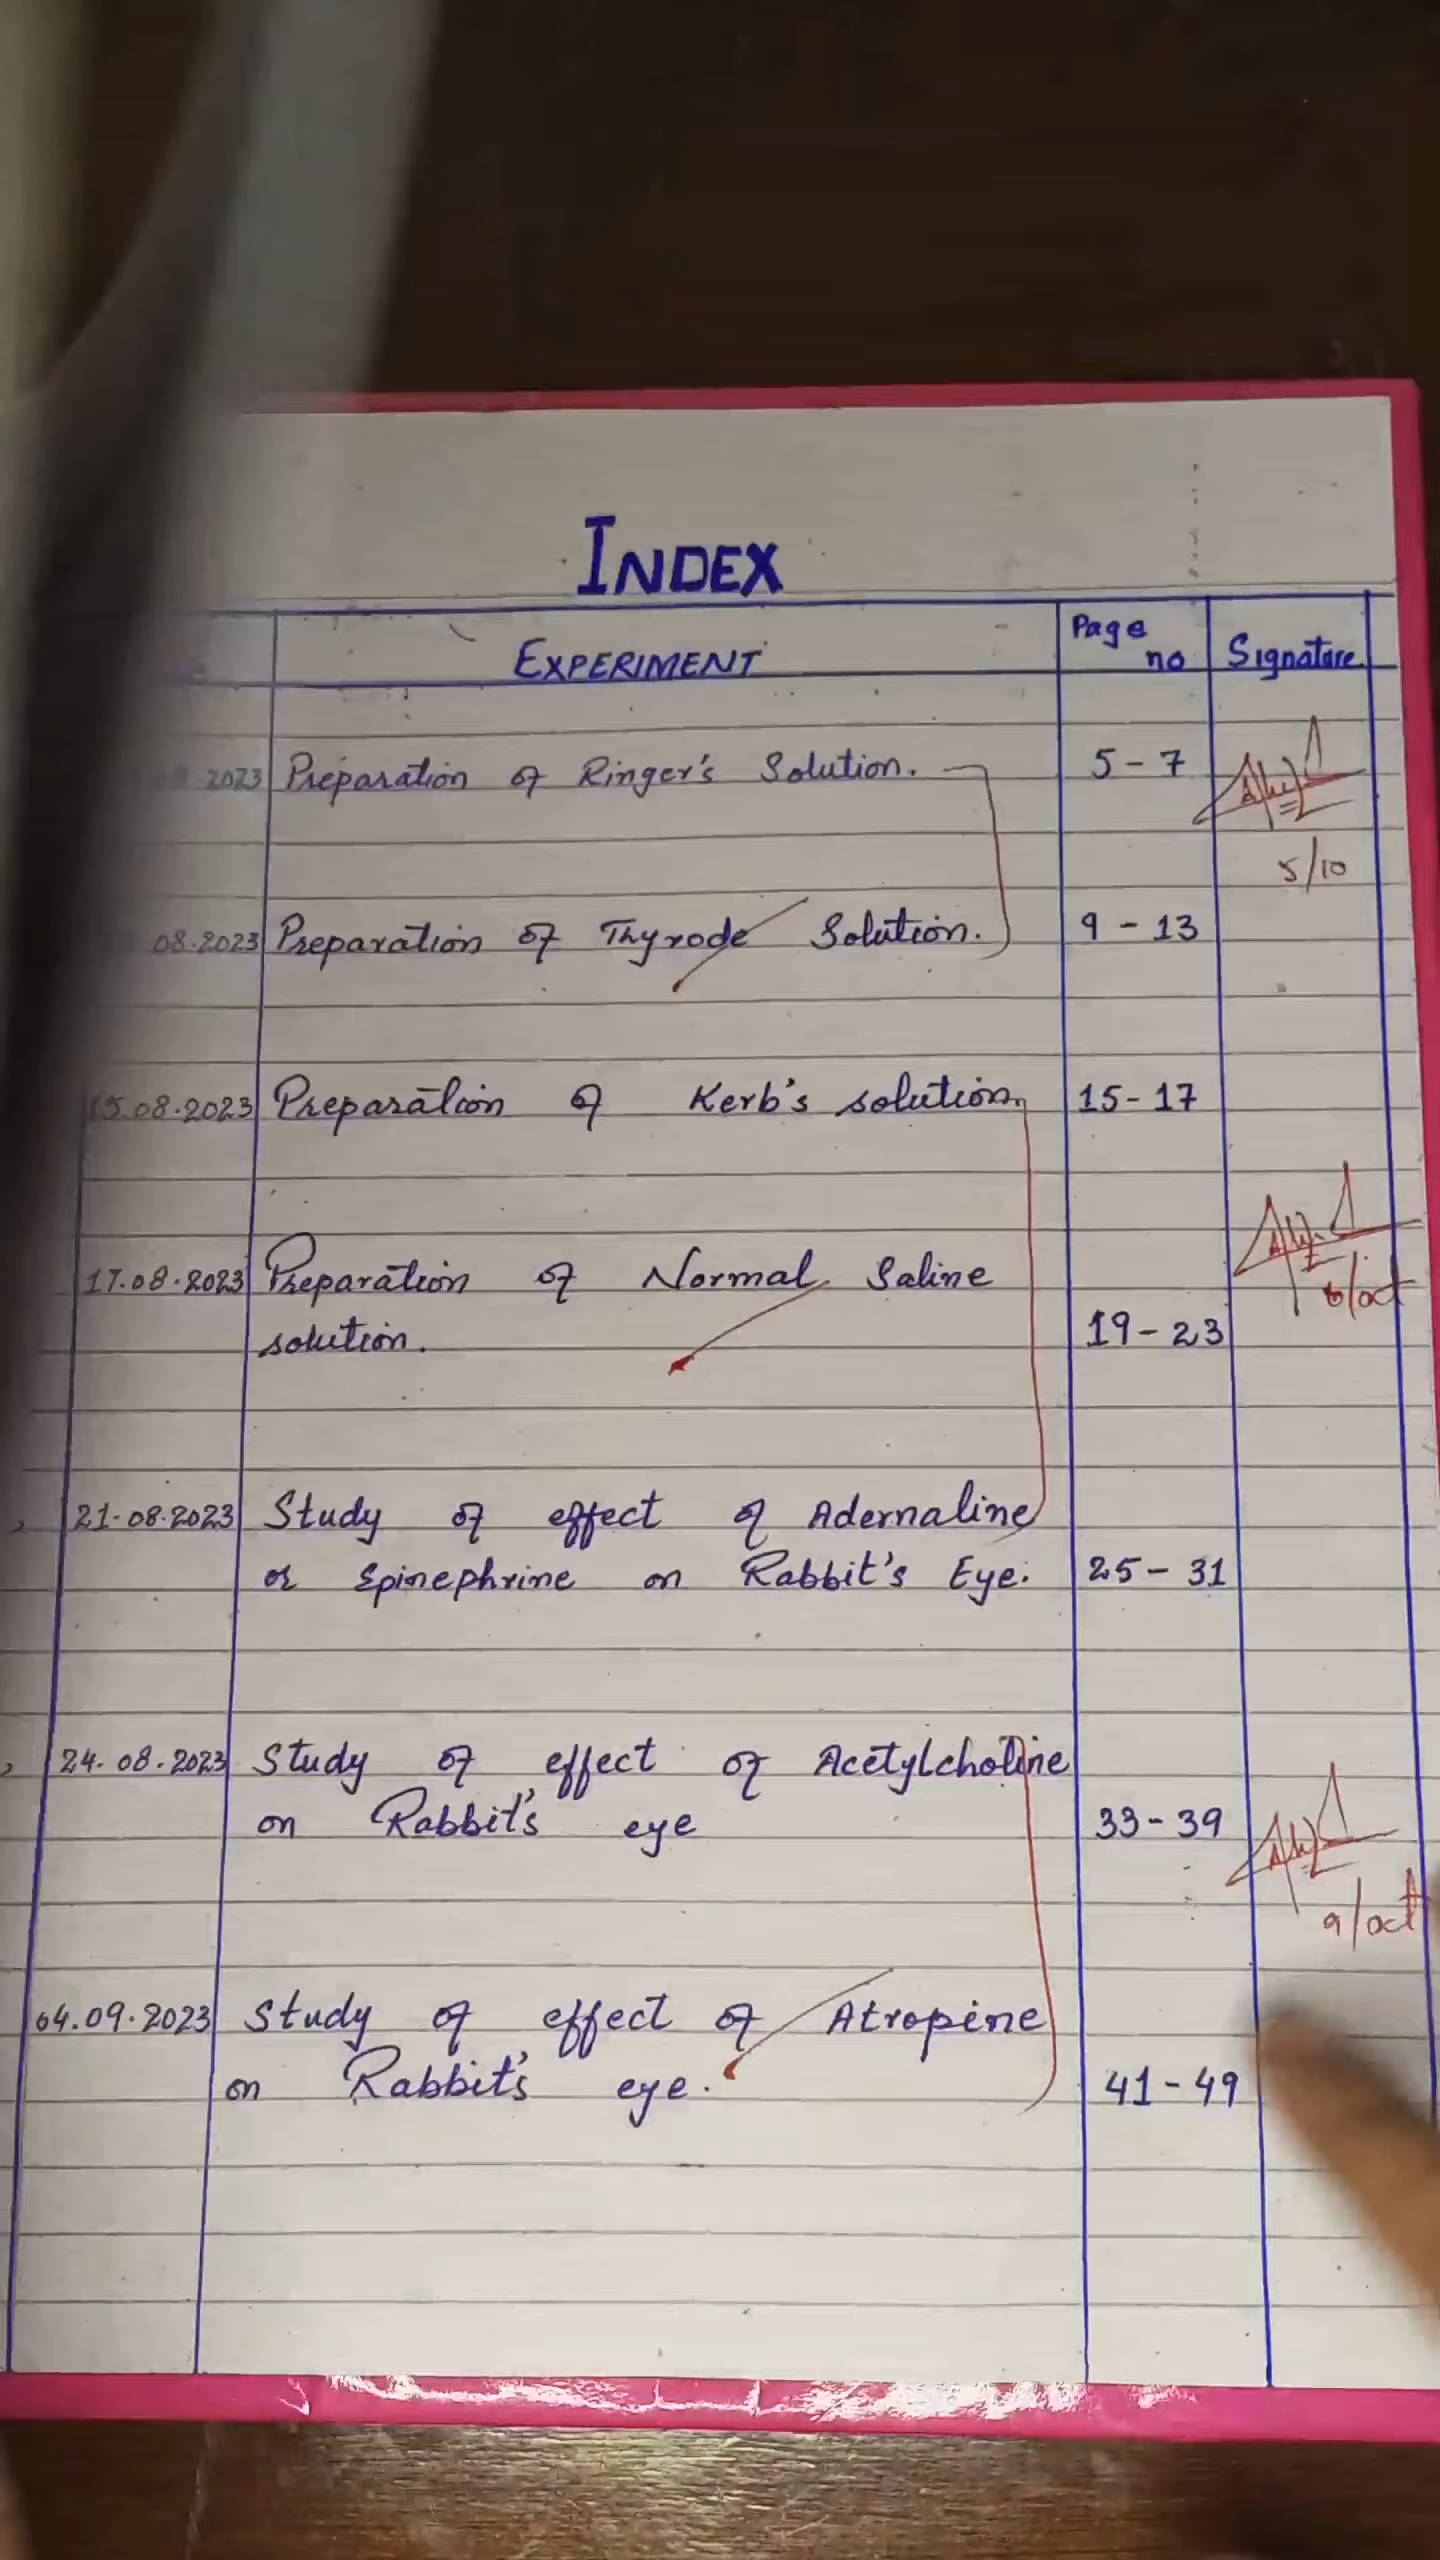 INDEX
EXPERIMENT Page no Signature
2023 Preparation of Ringer's Solution. 5-7
5/10
08.2023 Preparation of Thyrode Solution. 9-13
15.08.2023 Preparation of Kerb's solution. 15-17
17.08.2023 Preparation of Normal Saline
solution. 19-23
21.08.2023 Study of effect of Adernaline
or Epinephrine on Rabbit's Eye. 25-31
24.08.2023 Study of effect of Acetylcholine
on Rabbit's eye 33-39
9/oct
04.09.2023 Study of effect of Atropine
on Rabbit's eye. 41-49